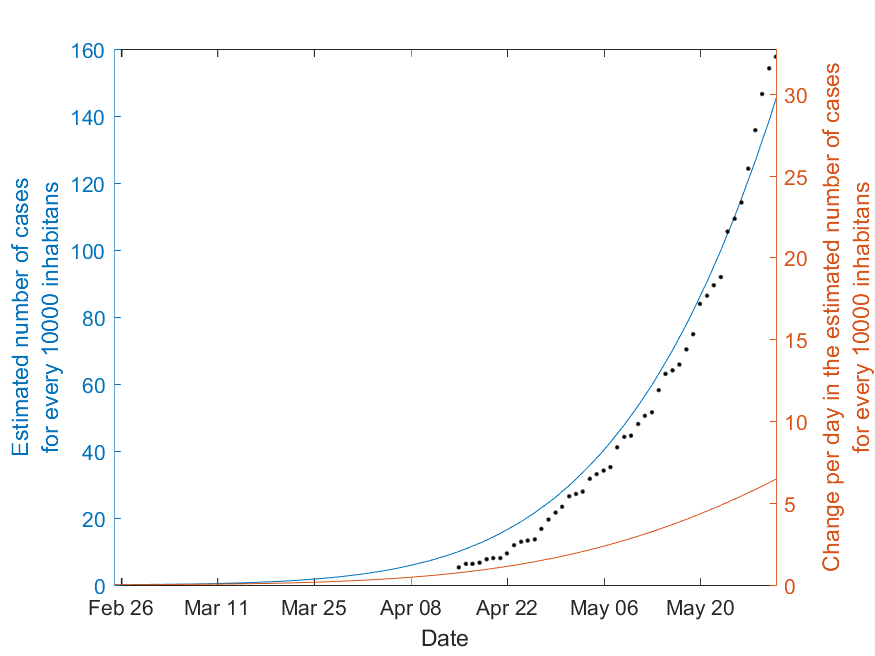 160
140
120
100
80
60
40
20
0
Estimated number of cases
for every 10000 inhabitans
30
25
20
15
10
5
0
Change per day in the estimated number of cases
for every 10000 inhabitans
Feb 26 Mar 11 Mar 25 Apr 08 Apr 22 May 06 May 20
Date